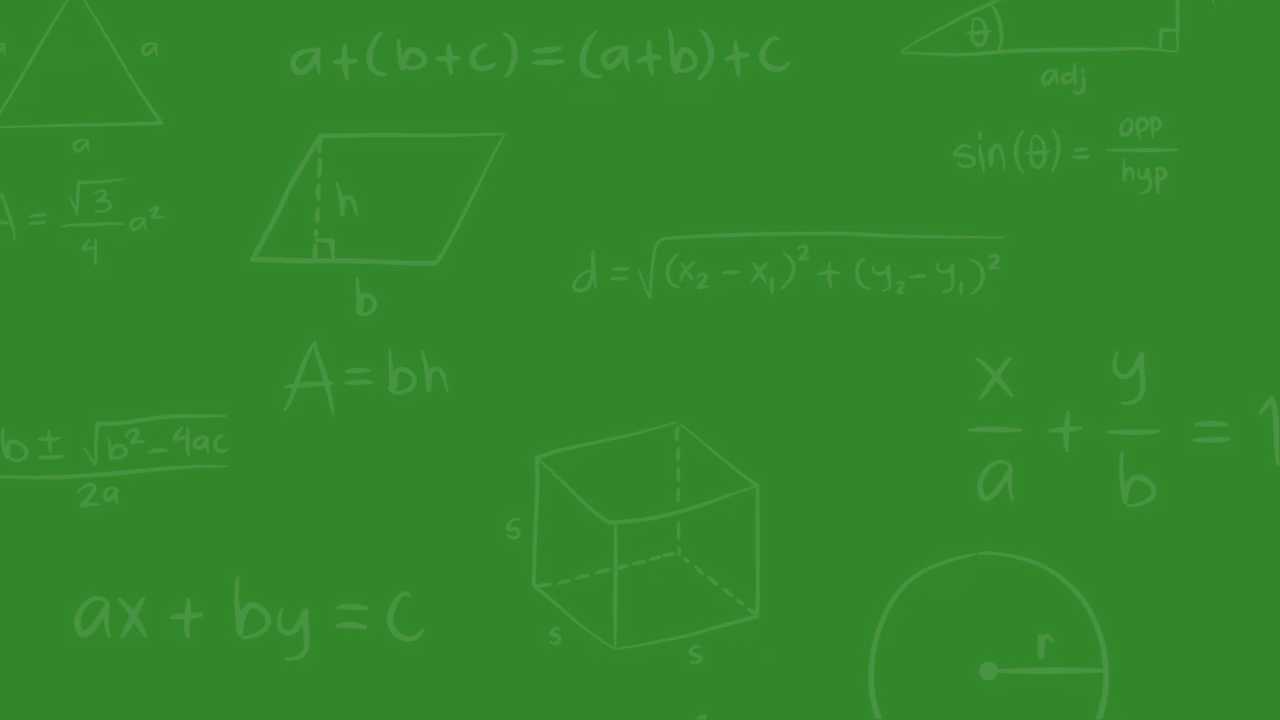 a
a
a + (b + c) = (a + b) + c
θ
adj
sin(θ) = opp/hyp
A = √3/4 a²
h
b
d = √(x₂ − x₁)² + (y₂ − y₁)²
A = bh
x/a + y/b = 1
b ± √b² − 4ac / 2a
s
s
s
ax + by = c
r